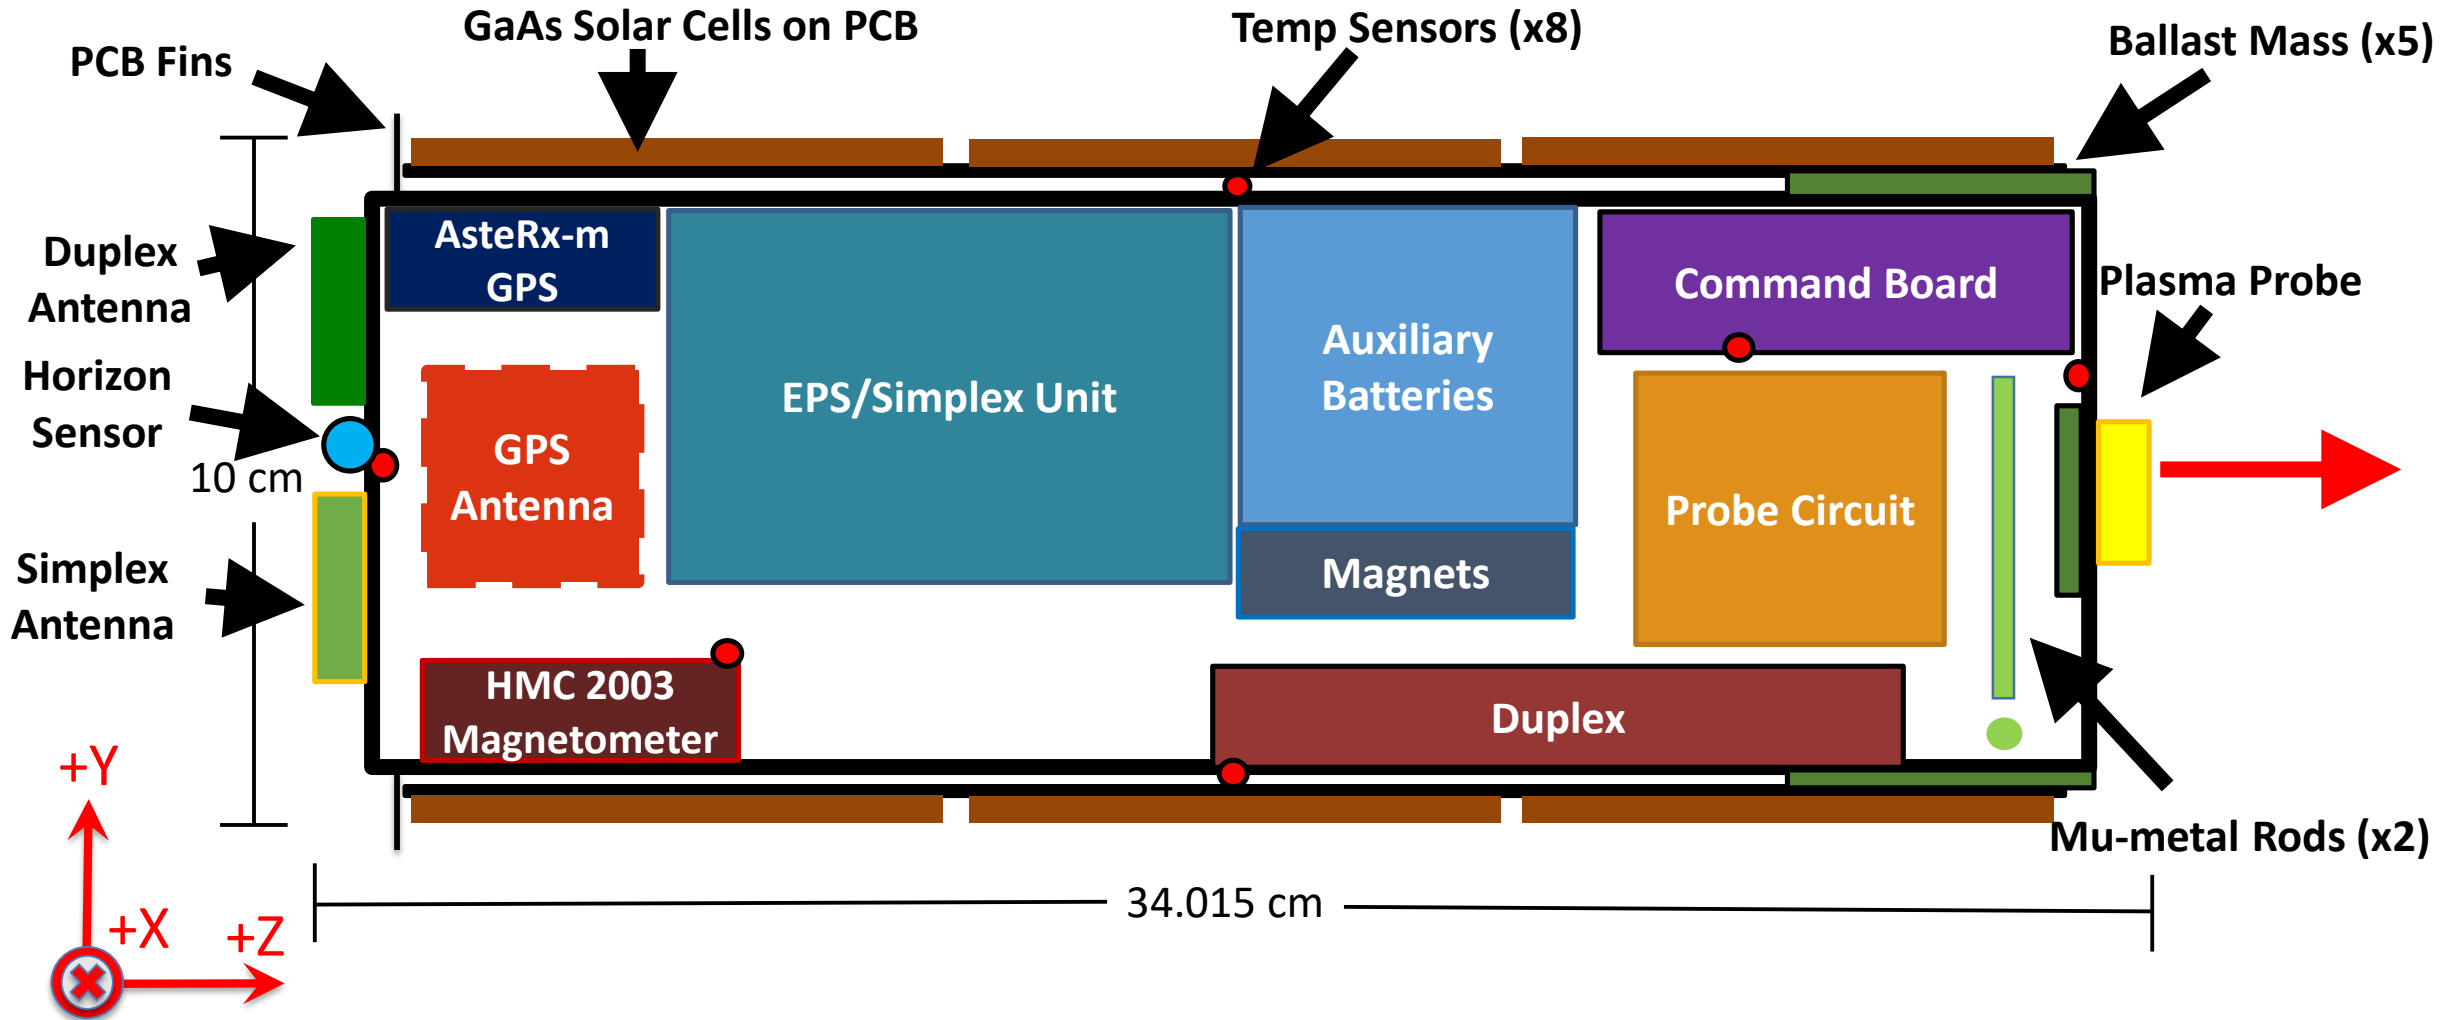 GaAs Solar Cells on PCB
Temp Sensors (x8)
Ballast Mass (x5)
PCB Fins
AsteRx-m
GPS
Duplex
Antenna
Command Board
Plasma Probe
Auxiliary
Batteries
Horizon
Sensor
EPS/Simplex Unit
GPS
Antenna
10 cm
Probe Circuit
Simplex
Antenna
Magnets
HMC 2003
Magnetometer
Duplex
+Y
Mu-metal Rods (x2)
34.015 cm
+X
+Z